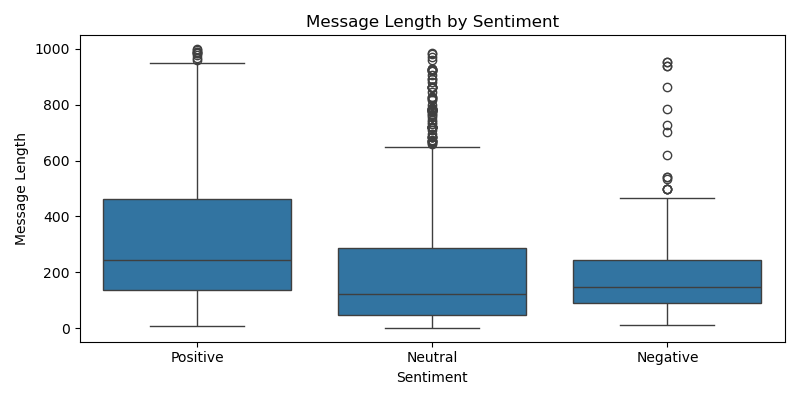 Message Length by Sentiment
Message Length
1000
800
600
400
200
0
Positive
Neutral
Negative
Sentiment